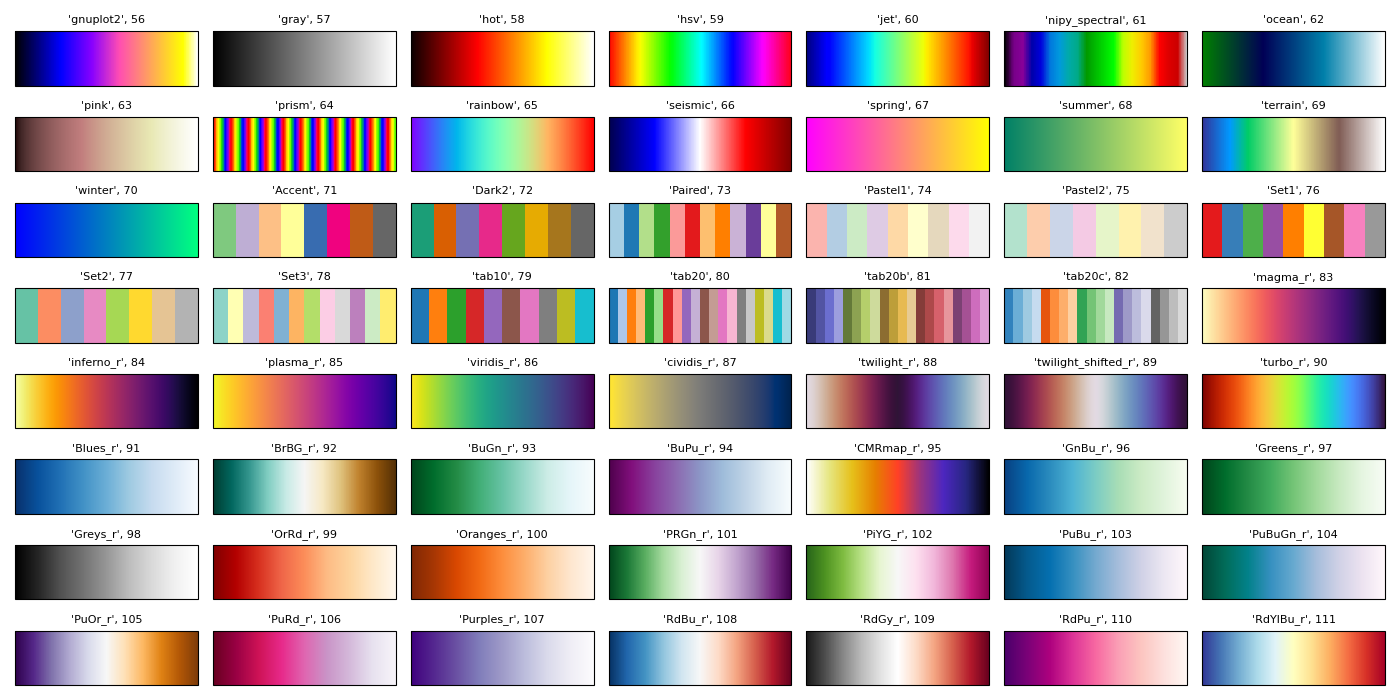 'gnuplot2', 56 'gray', 57 'hot', 58 'hsv', 59 'jet', 60 'nipy_spectral', 61 'ocean', 62
'pink', 63 'prism', 64 'rainbow', 65 'seismic', 66 'spring', 67 'summer', 68 'terrain', 69
'winter', 70 'Accent', 71 'Dark2', 72 'Paired', 73 'Pastel1', 74 'Pastel2', 75 'Set1', 76
'Set2', 77 'Set3', 78 'tab10', 79 'tab20', 80 'tab20b', 81 'tab20c', 82 'magma_r', 83
'inferno_r', 84 'plasma_r', 85 'viridis_r', 86 'cividis_r', 87 'twilight_r', 88 'twilight_shifted_r', 89 'turbo_r', 90
'Blues_r', 91 'BrBG_r', 92 'BuGn_r', 93 'BuPu_r', 94 'CMRmap_r', 95 'GnBu_r', 96 'Greens_r', 97
'Greys_r', 98 'OrRd_r', 99 'Oranges_r', 100 'PRGn_r', 101 'PiYG_r', 102 'PuBu_r', 103 'PuBuGn_r', 104
'PuOr_r', 105 'PuRd_r', 106 'Purples_r', 107 'RdBu_r', 108 'RdGy_r', 109 'RdPu_r', 110 'RdYlBu_r', 111